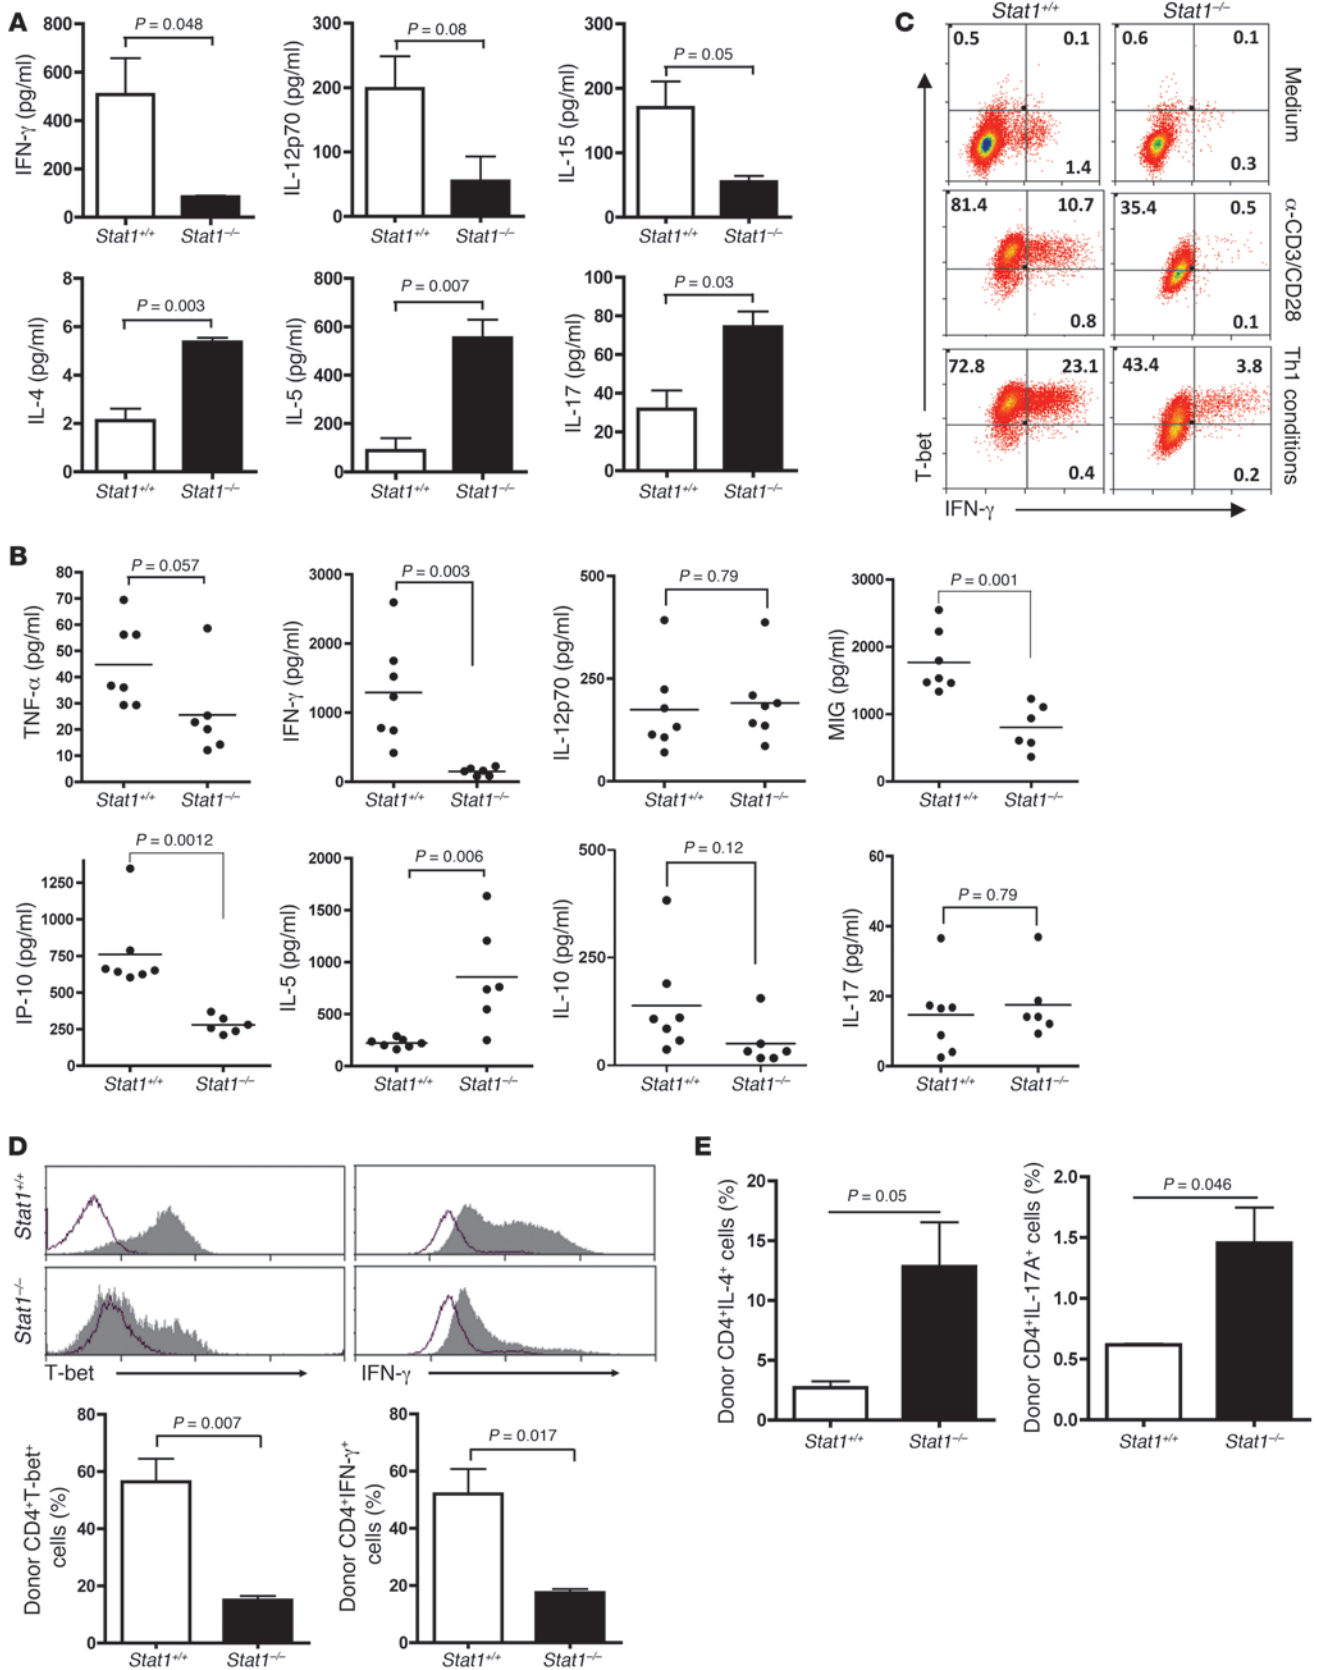 A
800
600
400
200
0
IFN-γ (pg/ml)
P = 0.048
Stat1+/+
Stat1–/–
300
200
100
0
IL-12p70 (pg/ml)
P = 0.08
Stat1+/+
Stat1–/–
300
200
100
0
IL-15 (pg/ml)
P = 0.05
Stat1+/+
Stat1–/–
8
6
4
2
0
IL-4 (pg/ml)
P = 0.003
Stat1+/+
Stat1–/–
800
600
400
200
0
IL-5 (pg/ml)
P = 0.007
Stat1+/+
Stat1–/–
100
80
60
40
20
0
IL-17 (pg/ml)
P = 0.03
Stat1+/+
Stat1–/–
C
Stat1+/+
Stat1–/–
0.5
0.1
1.4
0.6
0.1
0.3
Medium
81.4
10.7
0.8
35.4
0.5
0.1
α-CD3/CD28
72.8
23.1
0.4
43.4
3.8
0.2
Th1 conditions
T-bet
IFN-γ
B
80
70
60
50
40
30
20
10
0
TNF-α (pg/ml)
P = 0.057
Stat1+/+
Stat1–/–
3000
2000
1000
0
IFN-γ (pg/ml)
P = 0.003
Stat1+/+
Stat1–/–
500
250
0
IL-12p70 (pg/ml)
P = 0.79
Stat1+/+
Stat1–/–
3000
2000
1000
0
MIG (pg/ml)
P = 0.001
Stat1+/+
Stat1–/–
1250
1000
750
500
250
0
IP-10 (pg/ml)
P = 0.0012
Stat1+/+
Stat1–/–
2000
1500
1000
500
0
IL-5 (pg/ml)
P = 0.006
Stat1+/+
Stat1–/–
500
250
0
IL-10 (pg/ml)
P = 0.12
Stat1+/+
Stat1–/–
60
40
20
0
IL-17 (pg/ml)
P = 0.79
Stat1+/+
Stat1–/–
D
Stat1+/+
Stat1–/–
T-bet
IFN-γ
80
60
40
20
0
Donor CD4+T-bet+
cells (%)
P = 0.007
Stat1+/+
Stat1–/–
80
60
40
20
0
Donor CD4+IFN-γ+
cells (%)
P = 0.017
Stat1+/+
Stat1–/–
E
20
15
10
5
0
Donor CD4+IL-4+ cells (%)
P = 0.05
Stat1+/+
Stat1–/–
2.0
1.5
1.0
0.5
0.0
Donor CD4+IL-17A+ cells (%)
P = 0.046
Stat1+/+
Stat1–/–